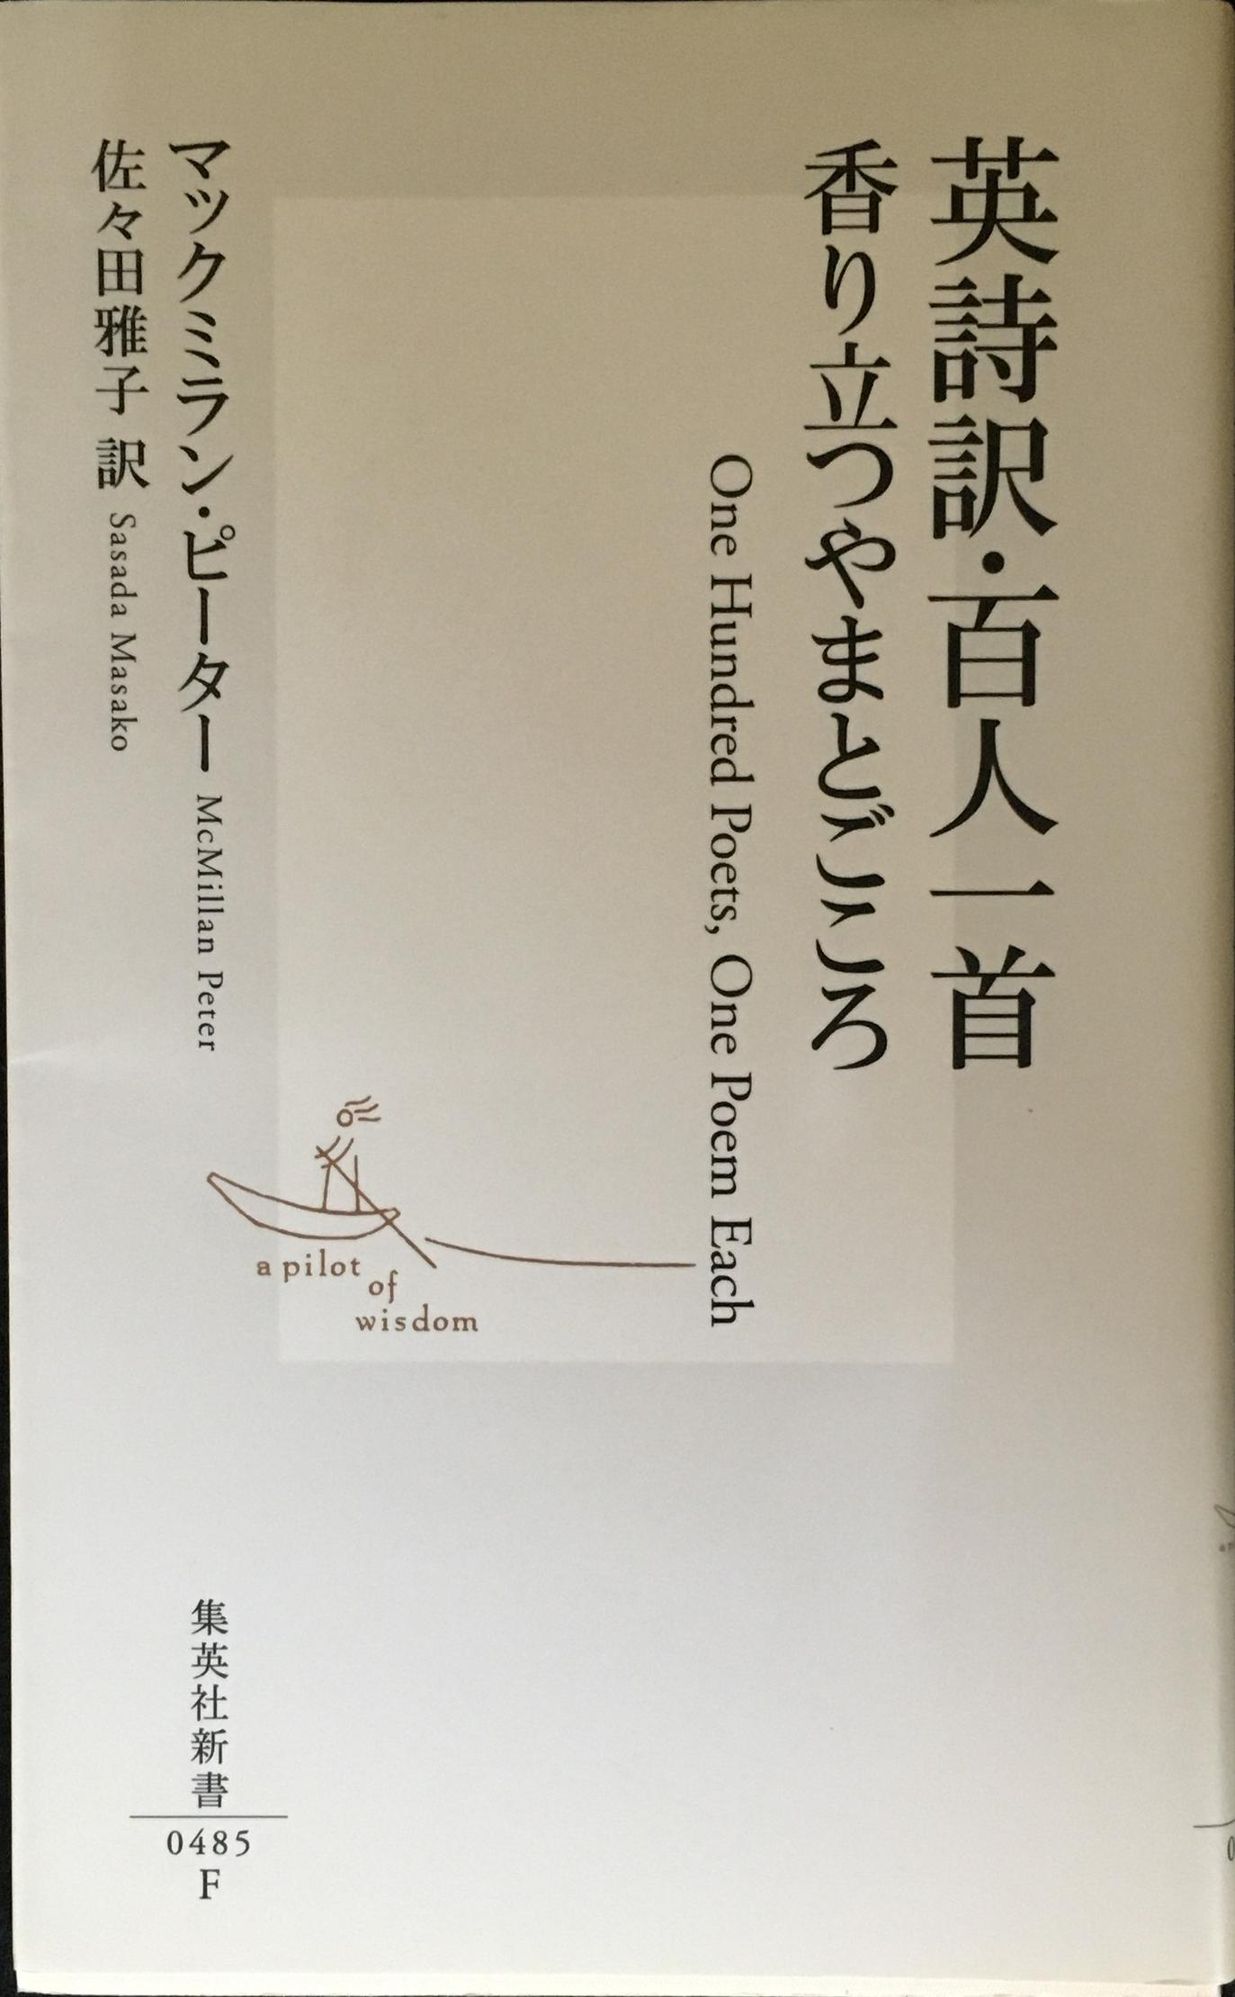 英詩訳・百人一首
香り立つやまとごころ
One Hundred Poets, One Poem Each
マックミラン・ピーター McMillan Peter
佐々田雅子 訳 Sasada Masako
a pilot
of
wisdom
集英社新書
0485
F